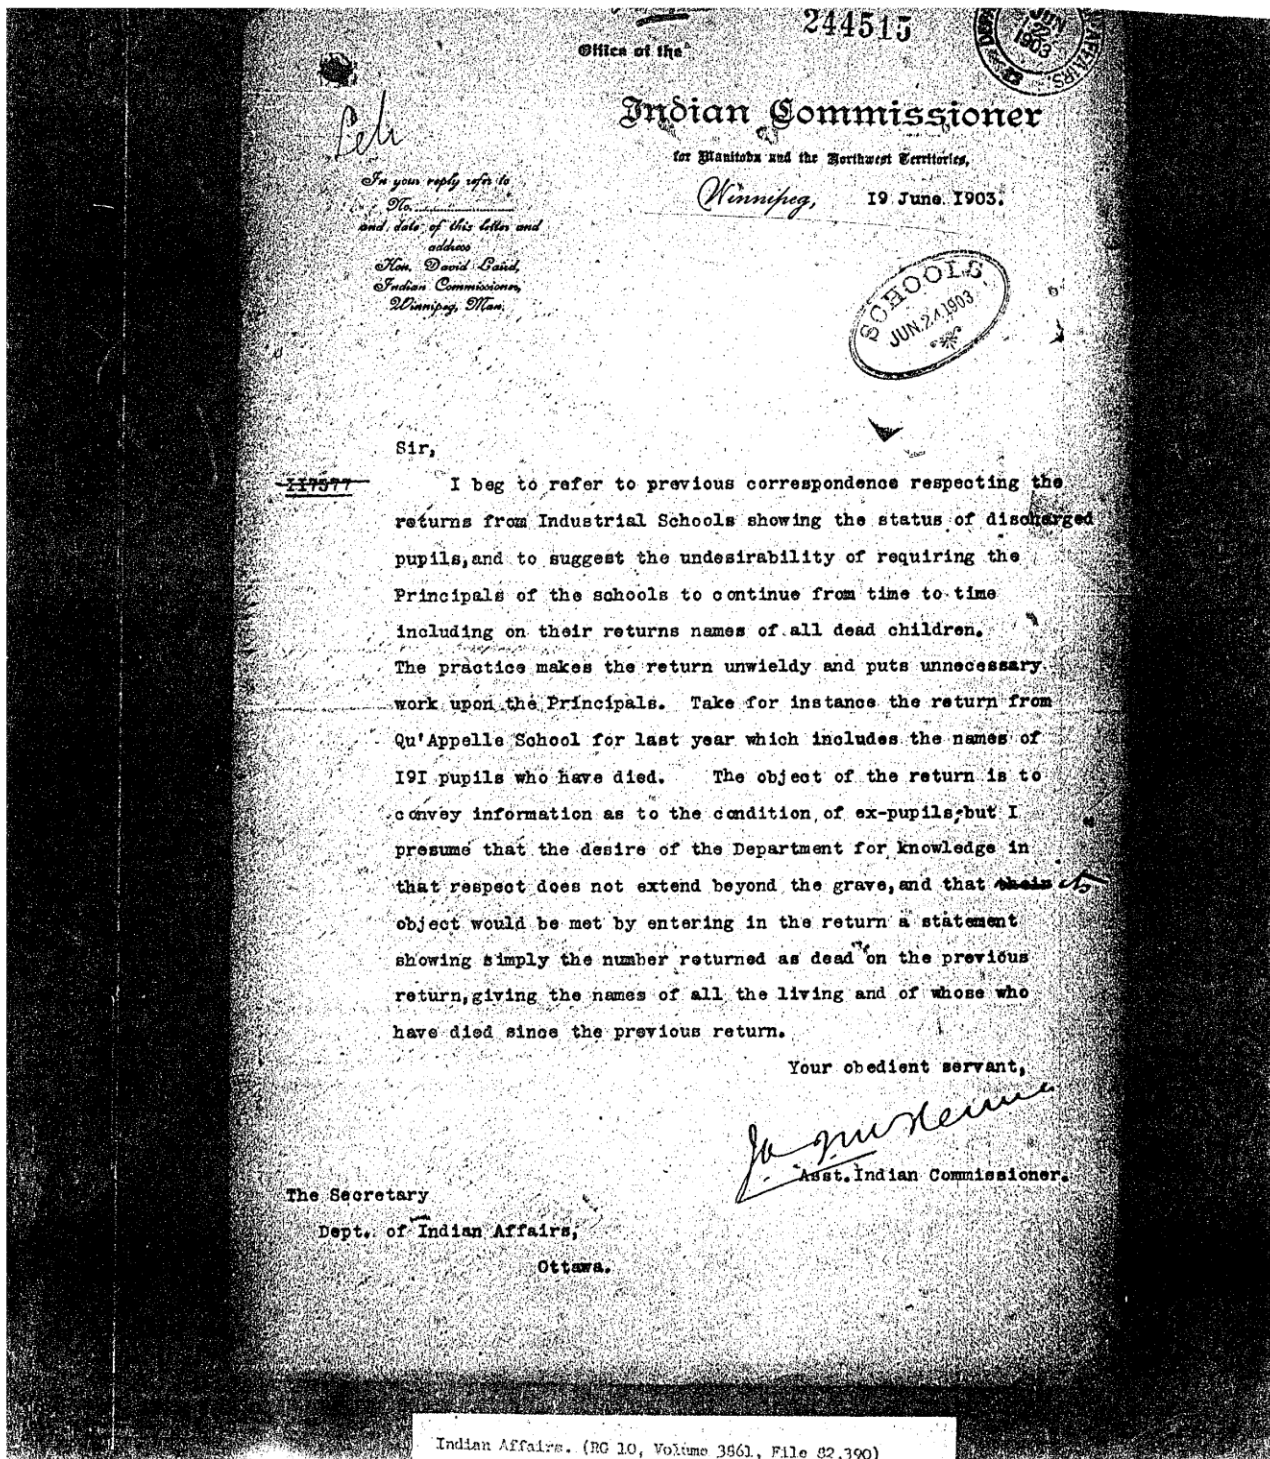 244515
Office of the
Indian Commissioner
for Manitoba and the Northwest Territories,
Winnipeg, 19 June 1903.
In your reply refer to
No.
and date of this letter and
address
Hon. David Laird,
Indian Commissioner,
Winnipeg, Man.
SCHOOLS
JUN.24.1903
Sir,
117377
I beg to refer to previous correspondence respecting the
returns from Industrial Schools showing the status of discharged
pupils,and to suggest the undesirability of requiring the
Principals of the schools to continue from time to time
including on their returns names of all dead children.
The practice makes the return unwieldy and puts unnecessary
work upon the Principals. Take for instance the return from
Qu'Appelle School for last year which includes the names of
I9I pupils who have died. The object of the return is to
convey information as to the condition of ex-pupils,but I
presume that the desire of the Department for knowledge in
that respect does not extend beyond the grave,and that their its
object would be met by entering in the return a statement
showing simply the number returned as dead on the previous
return,giving the names of all the living and of whose who
have died since the previous return.
Your obedient servant,
Asst.Indian Commissioner.
The Secretary
Dept. of Indian Affairs,
Ottawa.
Indian Affairs. (RG 10, Volume 3861, File 82,390)